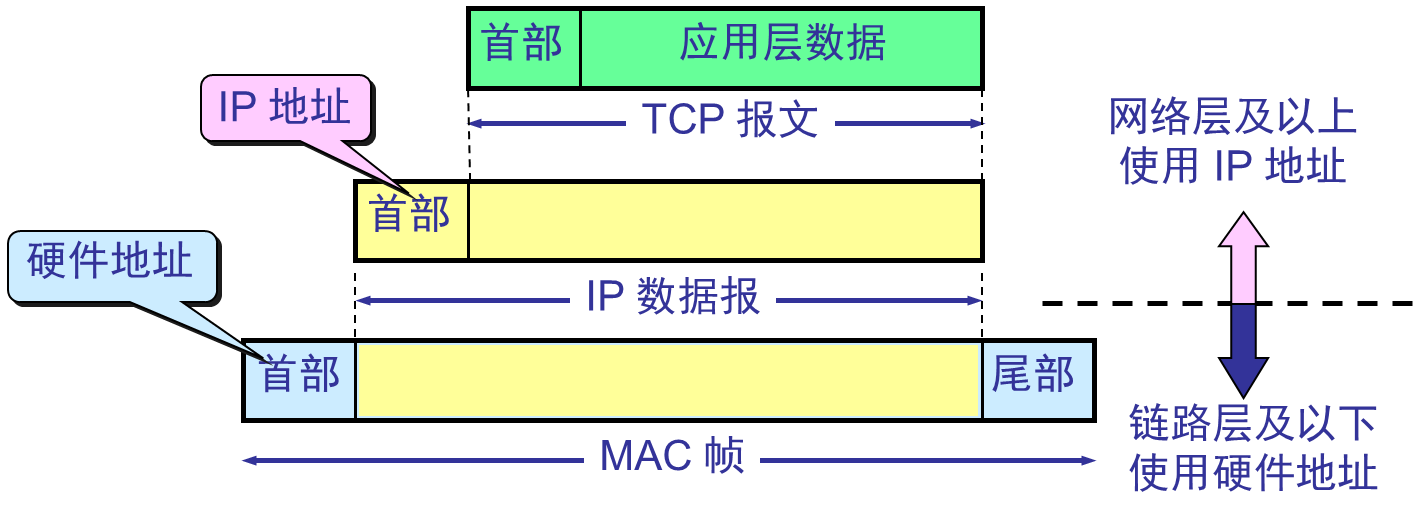 首部 应用层数据
IP 地址
TCP 报文
网络层及以上
使用 IP 地址
首部
硬件地址
IP 数据报
首部
尾部
链路层及以下
使用硬件地址
MAC 帧